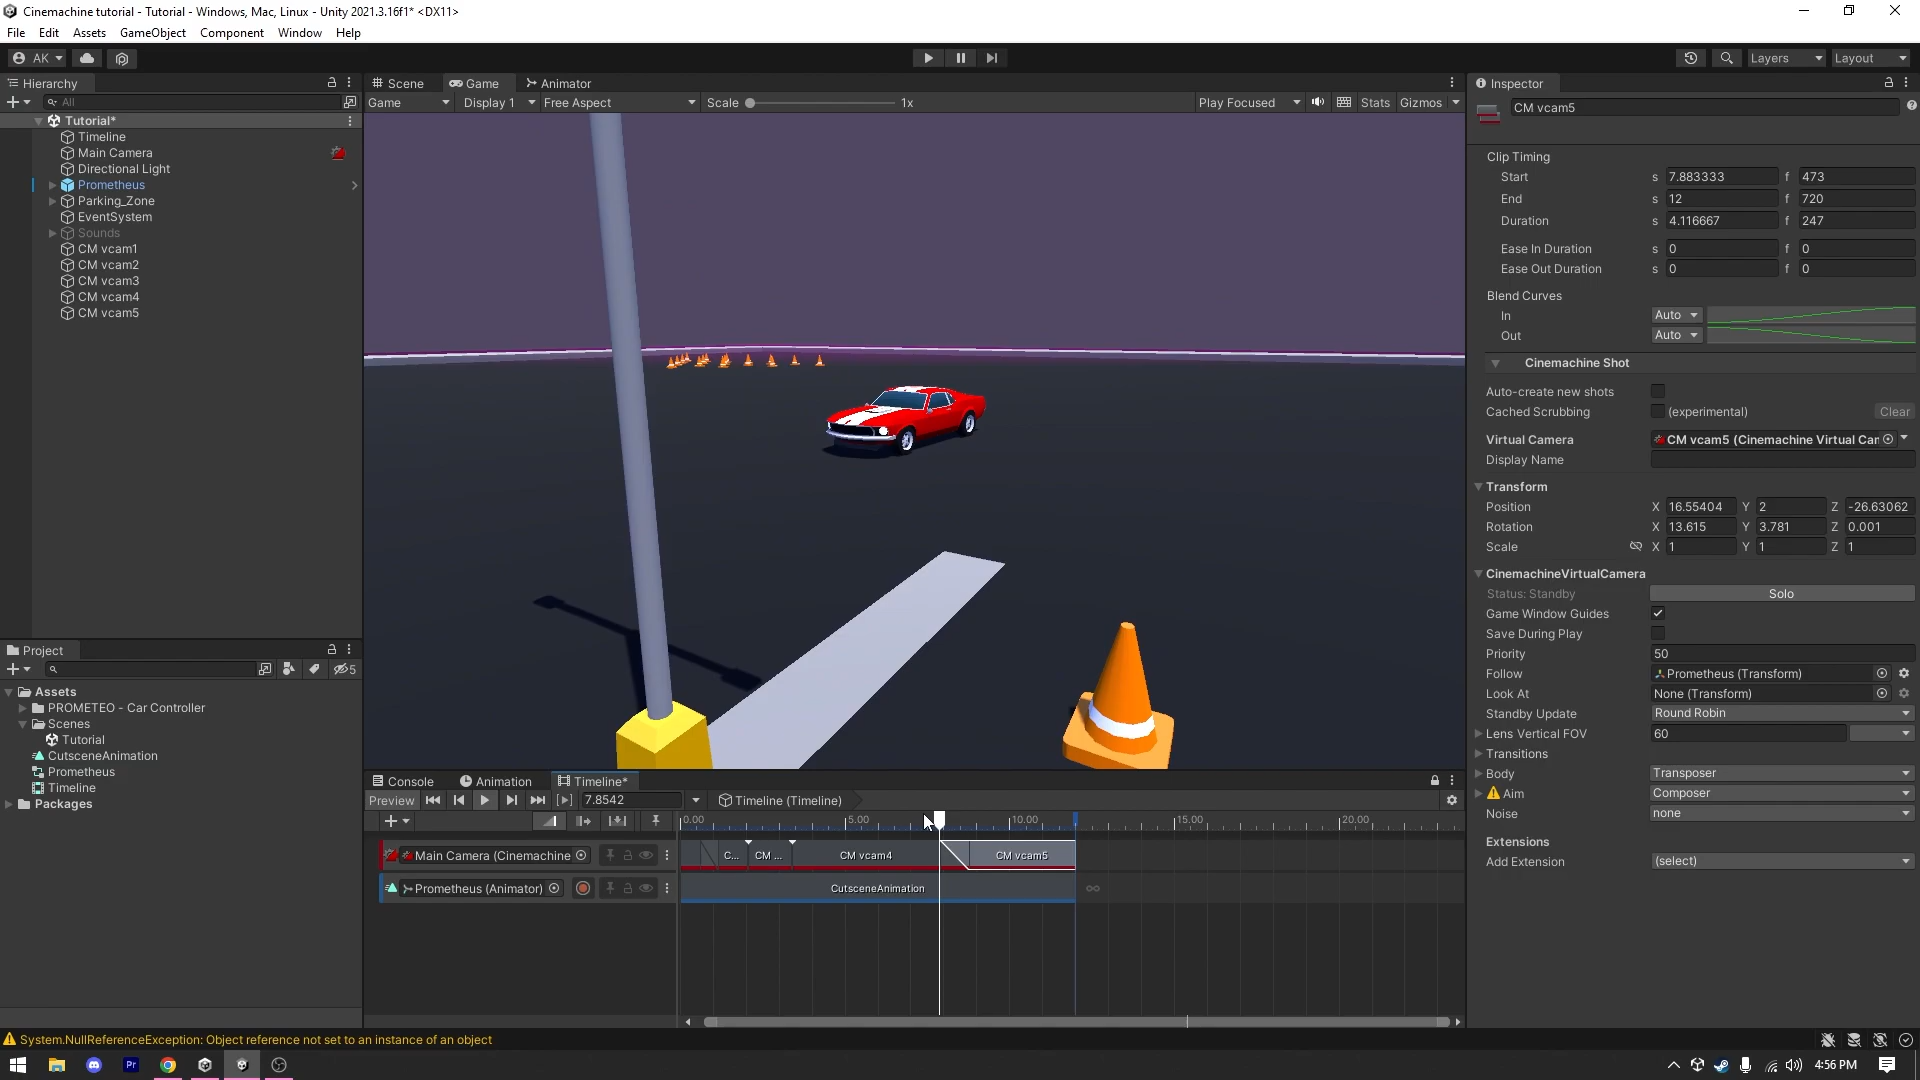 Cinemachine tutorial - Tutorial - Windows, Mac, Linux - Unity 2021.3.16f1* <DX11>
File Edit Assets GameObject Component Window Help
AK Layers Layout
Hierarchy
All
Tutorial*
Timeline
Main Camera
Directional Light
Prometheus
Parking_Zone
EventSystem
Sounds
CM vcam1
CM vcam2
CM vcam3
CM vcam4
CM vcam5
Project
5
Assets
PROMETEO - Car Controller
Scenes
Tutorial
CutsceneAnimation
Prometheus
Timeline
Packages
Scene Game Animator
Game Display 1 Free Aspect Scale 1x Play Focused Stats Gizmos
Console Animation Timeline*
Preview 7.8542 Timeline (Timeline)
0.00 5.00 10.00 15.00 20.00
Main Camera (Cinemachine C... CM ... CM vcam4 CM vcam5
Prometheus (Animator) CutsceneAnimation
Inspector
CM vcam5
Clip Timing
Start s 7.883333 f 473
End s 12 f 720
Duration s 4.116667 f 247
Ease In Duration s 0 f 0
Ease Out Duration s 0 f 0
Blend Curves
In Auto
Out Auto
Cinemachine Shot
Auto-create new shots
Cached Scrubbing (experimental) Clear
Virtual Camera CM vcam5 (Cinemachine Virtual Car
Display Name
Transform
Position X 16.55404 Y 2 Z -26.63062
Rotation X 13.615 Y 3.781 Z 0.001
Scale X 1 Y 1 Z 1
CinemachineVirtualCamera
Status: Standby Solo
Game Window Guides
Save During Play
Priority 50
Follow Prometheus (Transform)
Look At None (Transform)
Standby Update Round Robin
Lens Vertical FOV 60
Transitions
Body Transposer
Aim Composer
Noise none
Extensions
Add Extension (select)
System.NullReferenceException: Object reference not set to an instance of an object
Pr 4:56 PM